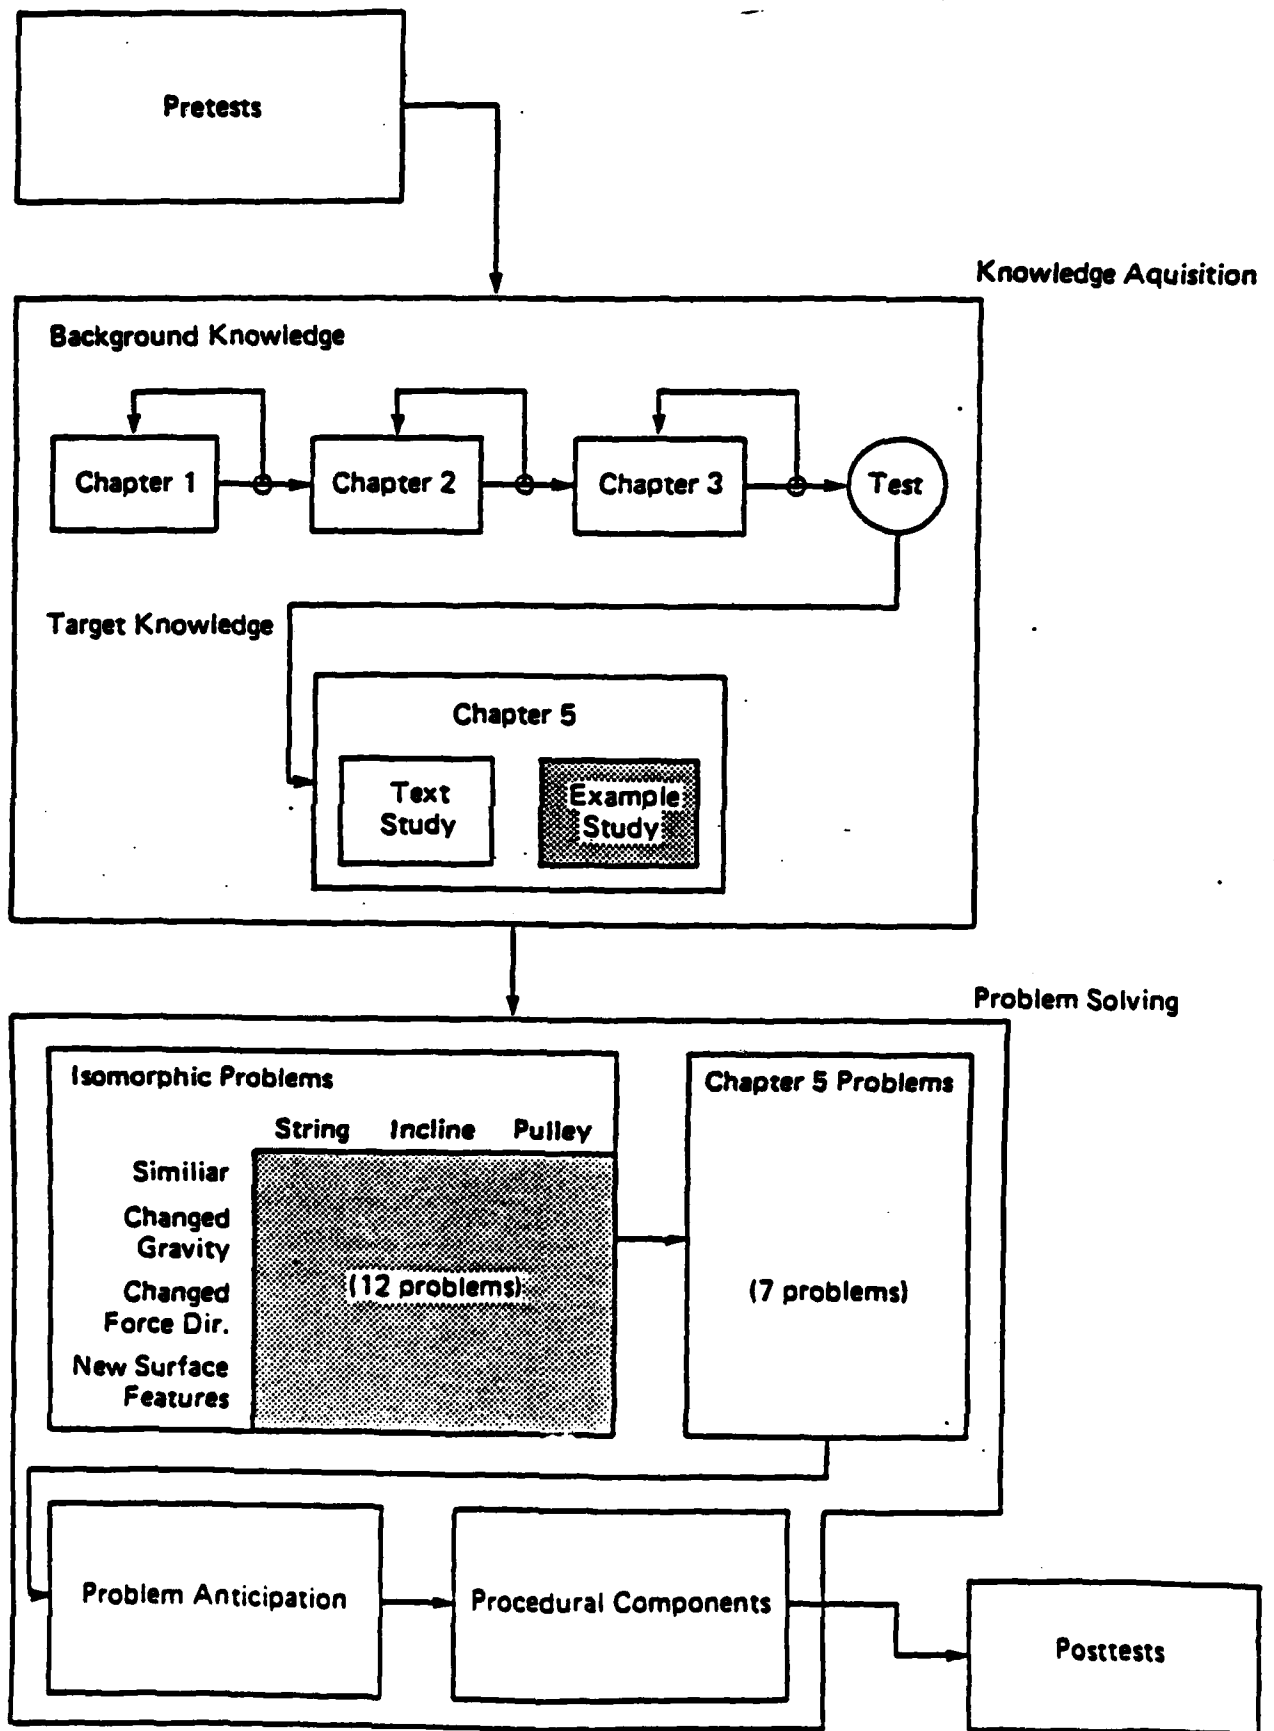 Pretests
Knowledge Aquisition
Background Knowledge
Chapter 1
Chapter 2
Chapter 3
Test
Target Knowledge
Chapter 5
Text
Study
Example
Study
Problem Solving
Isomorphic Problems
String Incline Pulley
Similiar
Changed
Gravity
Changed
Force Dir.
New Surface
Features
(12 problems)
Chapter 5 Problems
(7 problems)
Problem Anticipation
Procedural Components
Posttests